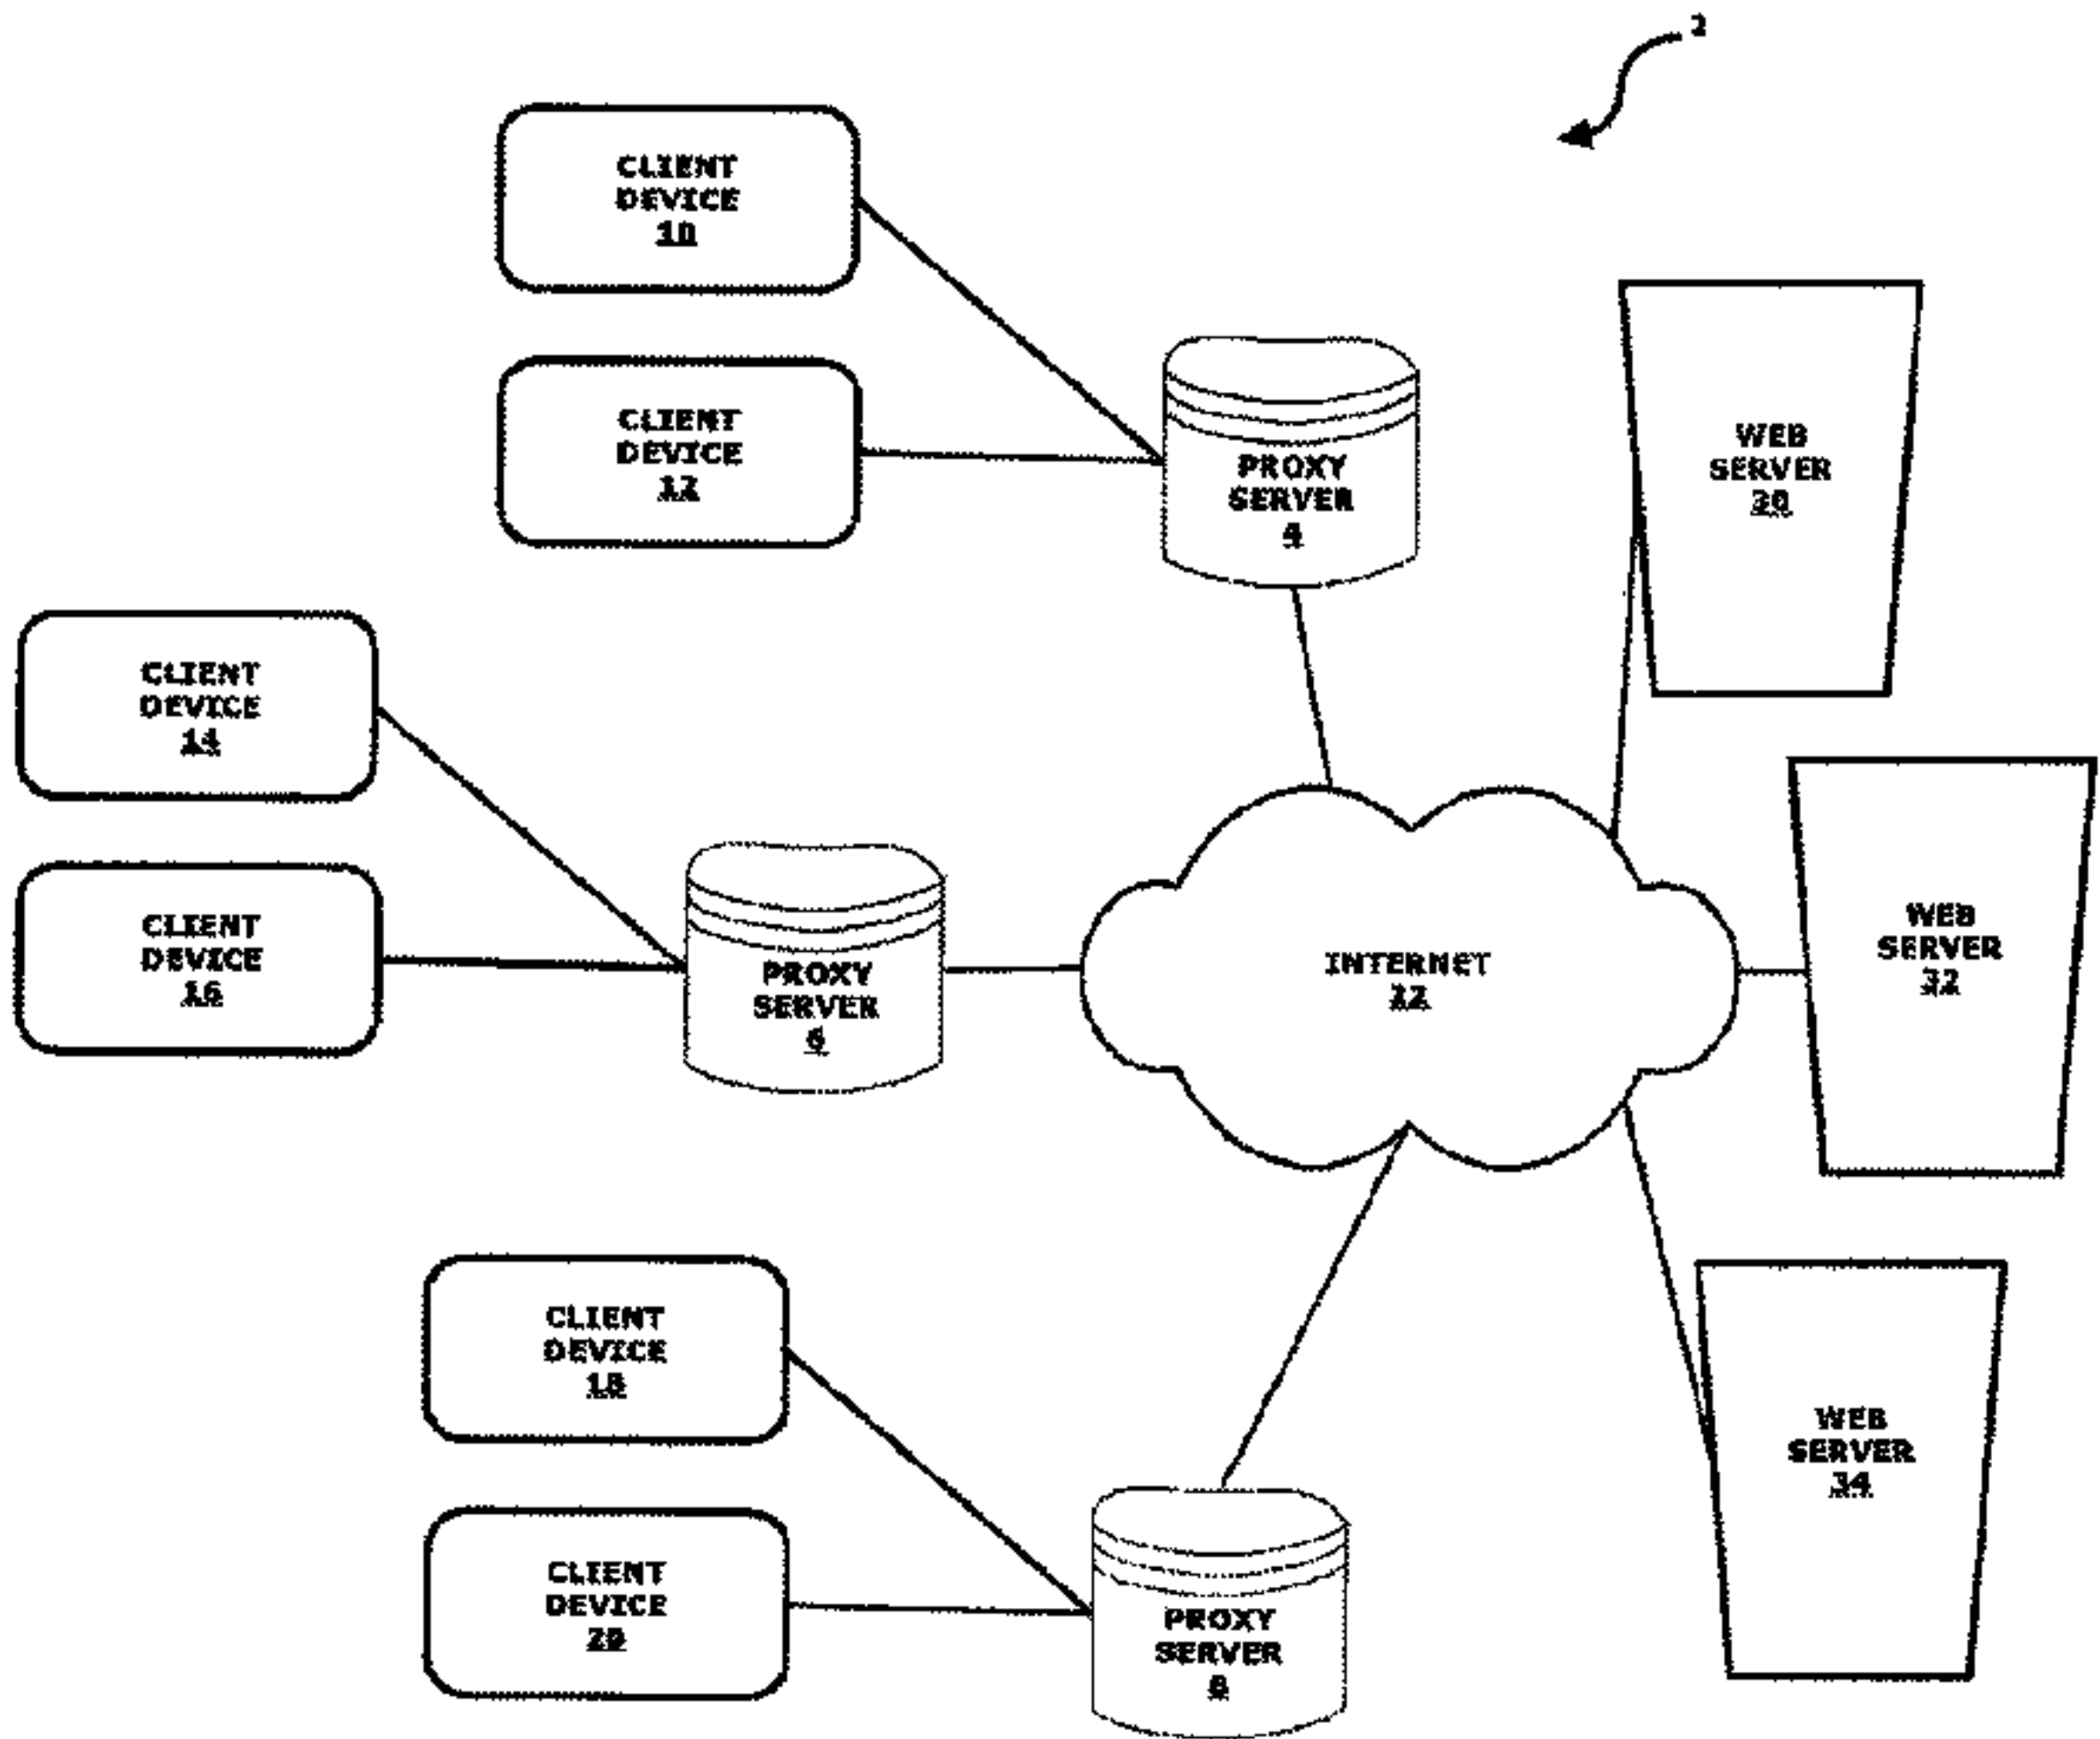 2
CLIENT
DEVICE
10
CLIENT
DEVICE
12
PROXY
SERVER
4
WEB
SERVER
30
CLIENT
DEVICE
14
CLIENT
DEVICE
16
PROXY
SERVER
6
INTERNET
22
WEB
SERVER
32
CLIENT
DEVICE
18
CLIENT
DEVICE
20
PROXY
SERVER
8
WEB
SERVER
34